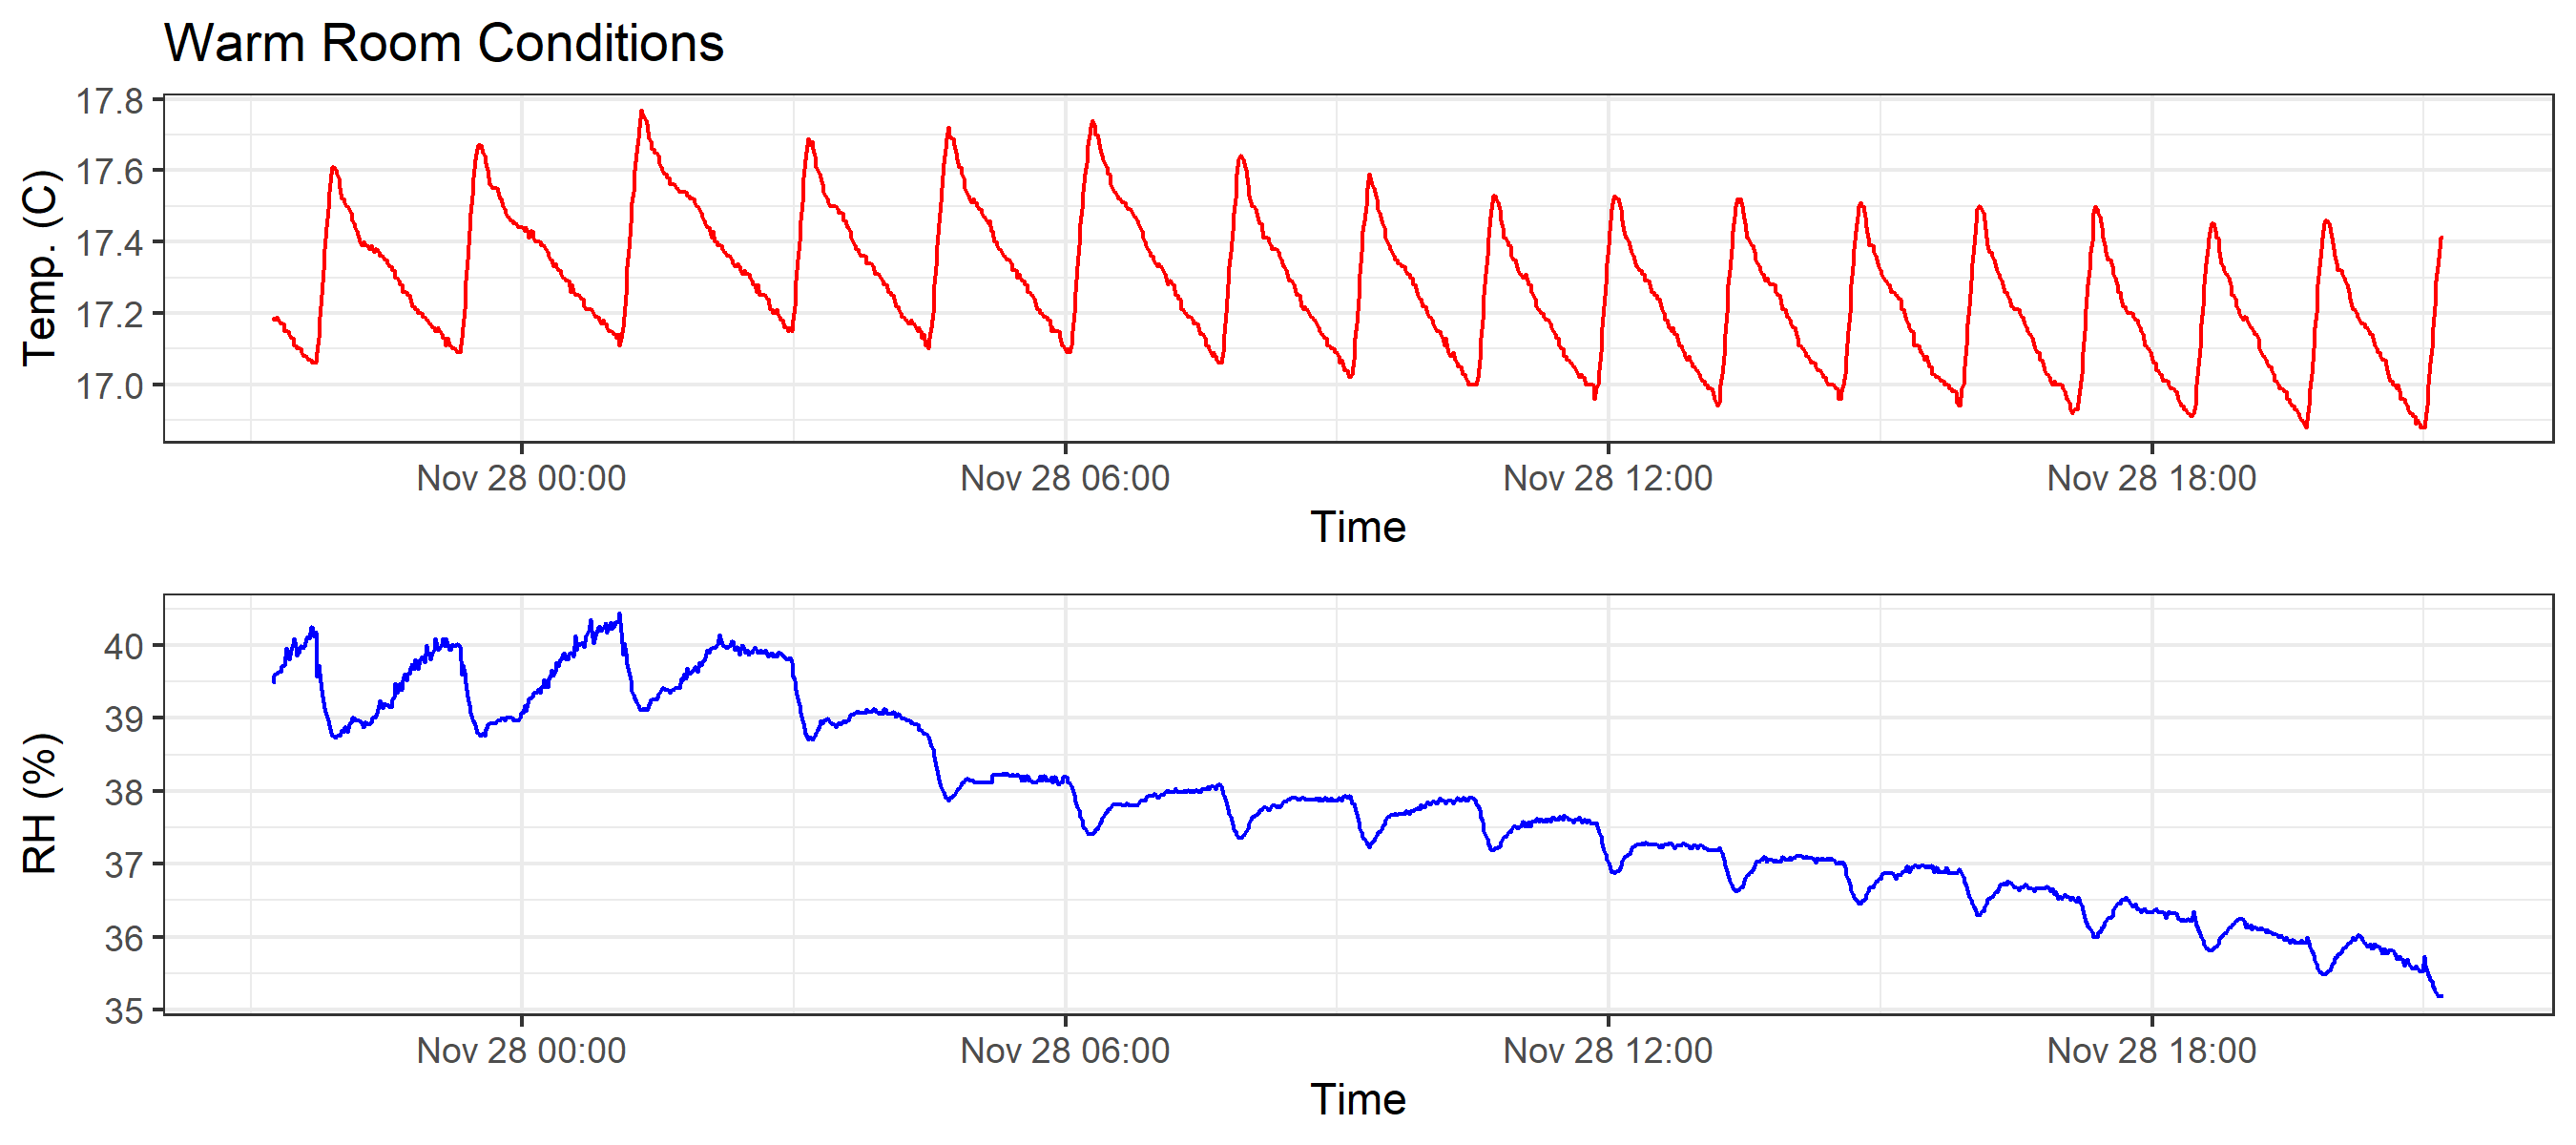 Warm Room Conditions
Temp. (C)
17.8
17.6
17.4
17.2
17.0
Nov 28 00:00 Nov 28 06:00 Nov 28 12:00 Nov 28 18:00
Time
RH (%)
40
39
38
37
36
35
Nov 28 00:00 Nov 28 06:00 Nov 28 12:00 Nov 28 18:00
Time